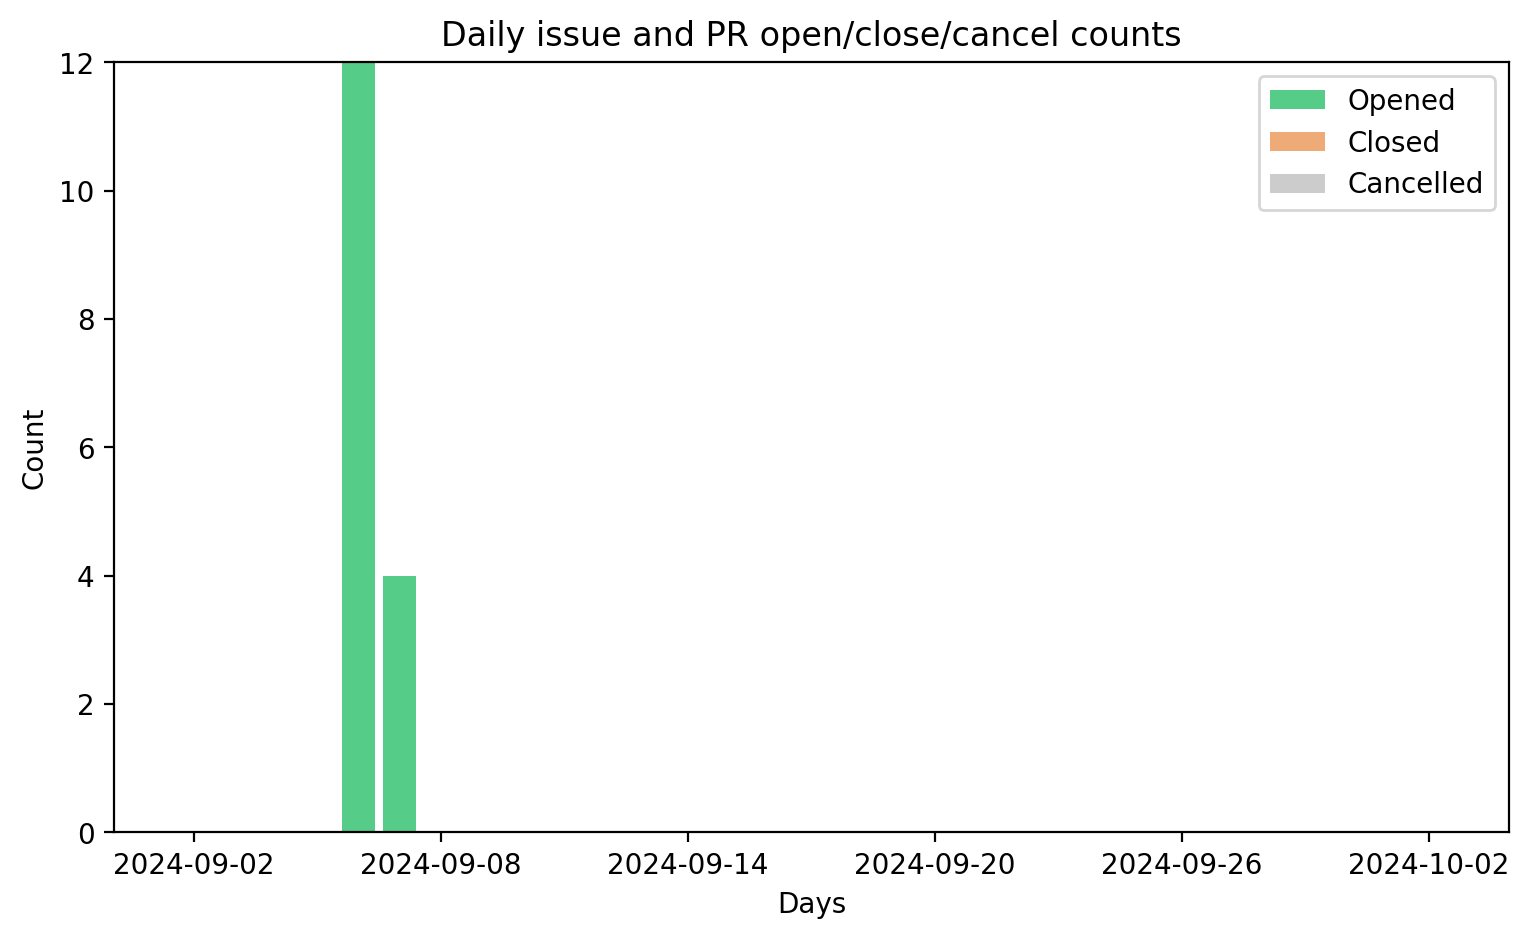 Daily issue and PR open/close/cancel counts
12
10
8
6
4
2
0
Count
Opened
Closed
Cancelled
2024-09-02
2024-09-08
2024-09-14
2024-09-20
2024-09-26
2024-10-02
Days